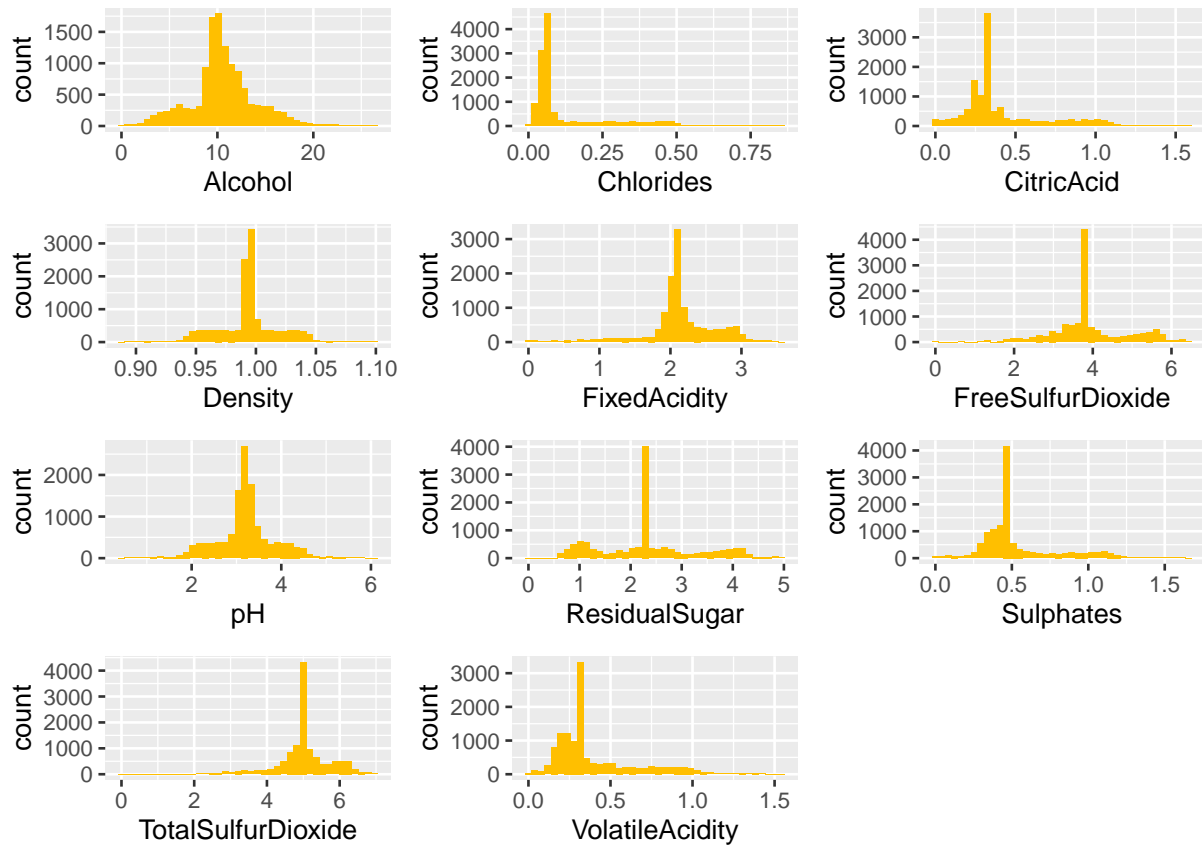 count
1500
1000
500
0
0 10 20
Alcohol
count
4000
3000
2000
1000
0
0.00 0.25 0.50 0.75
Chlorides
count
3000
2000
1000
0
0.0 0.5 1.0 1.5
CitricAcid
count
3000
2000
1000
0
0.90 0.95 1.00 1.05 1.10
Density
count
3000
2000
1000
0
0 1 2 3
FixedAcidity
count
4000
3000
2000
1000
0
0 2 4 6
FreeSulfurDioxide
count
2000
1000
0
2 4 6
pH
count
4000
3000
2000
1000
0
0 1 2 3 4 5
ResidualSugar
count
4000
3000
2000
1000
0
0.0 0.5 1.0 1.5
Sulphates
count
4000
3000
2000
1000
0
0 2 4 6
TotalSulfurDioxide
count
3000
2000
1000
0
0.0 0.5 1.0 1.5
VolatileAcidity